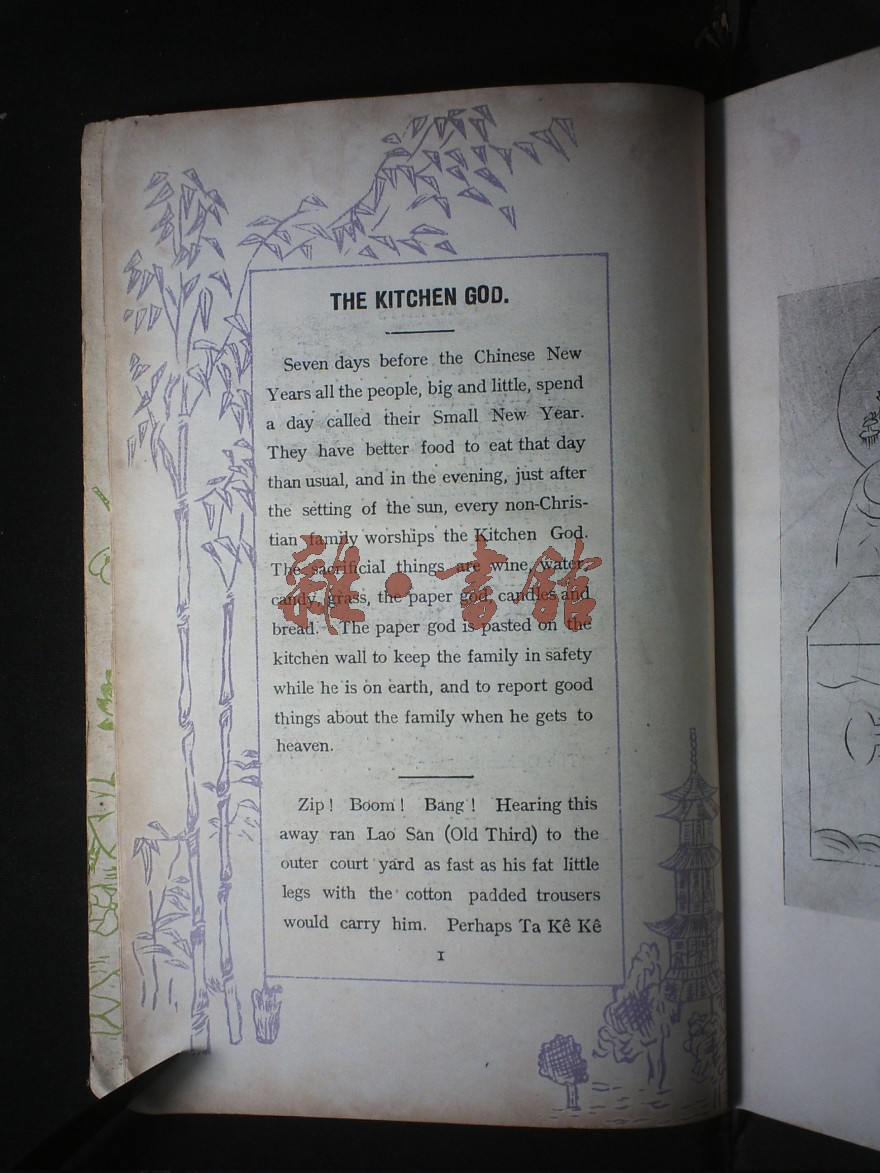 THE KITCHEN GOD.
Seven days before the Chinese New
Years all the people, big and little, spend
a day called their Small New Year.
They have better food to eat that day
than usual, and in the evening, just after
the setting of the sun, every non-Chris-
tian family worships the Kitchen God.
The sacrificial things are wine, water,
candy, grass, the paper god, candles and
bread. The paper god is pasted on the
kitchen wall to keep the family in safety
while he is on earth, and to report good
things about the family when he gets to
heaven.
Zip! Boom! Bang! Hearing this
away ran Lao San (Old Third) to the
outer court yard as fast as his fat little
legs with the cotton padded trousers
would carry him. Perhaps Ta Kê Kê
1
雜·書館